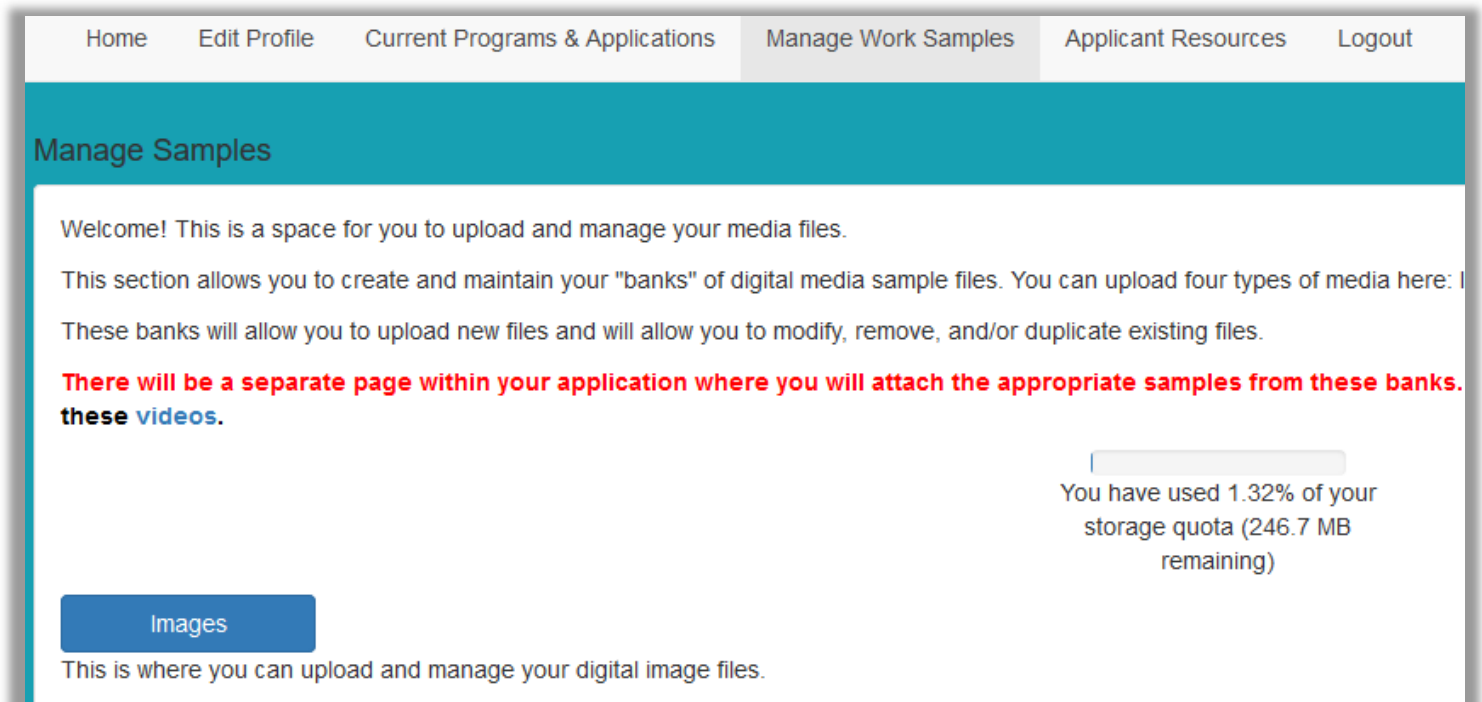 Home Edit Profile Current Programs & Applications Manage Work Samples Applicant Resources Logout
Manage Samples
Welcome! This is a space for you to upload and manage your media files.
This section allows you to create and maintain your "banks" of digital media sample files. You can upload four types of media here:
These banks will allow you to upload new files and will allow you to modify, remove, and/or duplicate existing files.
There will be a separate page within your application where you will attach the appropriate samples from these banks.
these videos.
You have used 1.32% of your
storage quota (246.7 MB
remaining)
Images
This is where you can upload and manage your digital image files.